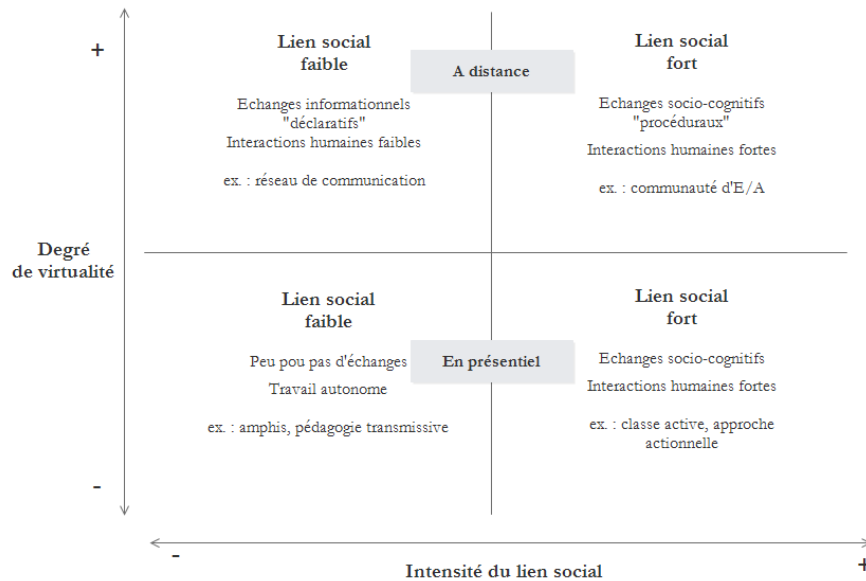 +
Lien social
faible
A distance
Lien social
fort
Echanges informationnels
"déclaratifs"
Interactions humaines faibles
ex. : réseau de communication
Echanges socio-cognitifs
"procéduraux"
Interactions humaines fortes
ex. : communauté d'E/A
Degré
de virtualité
Lien social
faible
Lien social
fort
Peu pou pas d'échanges
Travail autonome
ex. : amphis, pédagogie transmissive
En présentiel
Echanges socio-cognitifs
Interactions humaines fortes
ex. : classe active, approche
actionnelle
-
-
Intensité du lien social
+